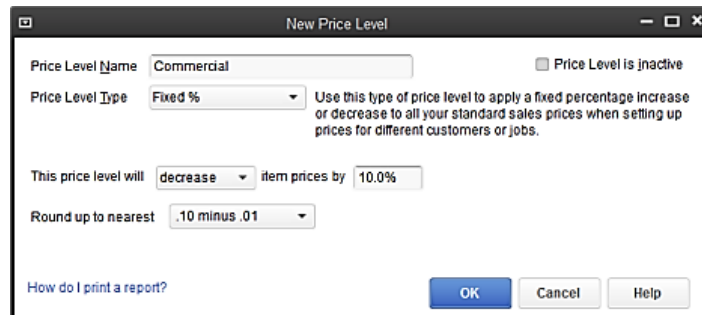 New Price Level
Price Level Name Commercial Price Level is inactive
Price Level Type Fixed % Use this type of price level to apply a fixed percentage increase
or decrease to all your standard sales prices when setting up
prices for different customers or jobs.
This price level will decrease item prices by 10.0%
Round up to nearest .10 minus .01
How do I print a report? OK Cancel Help